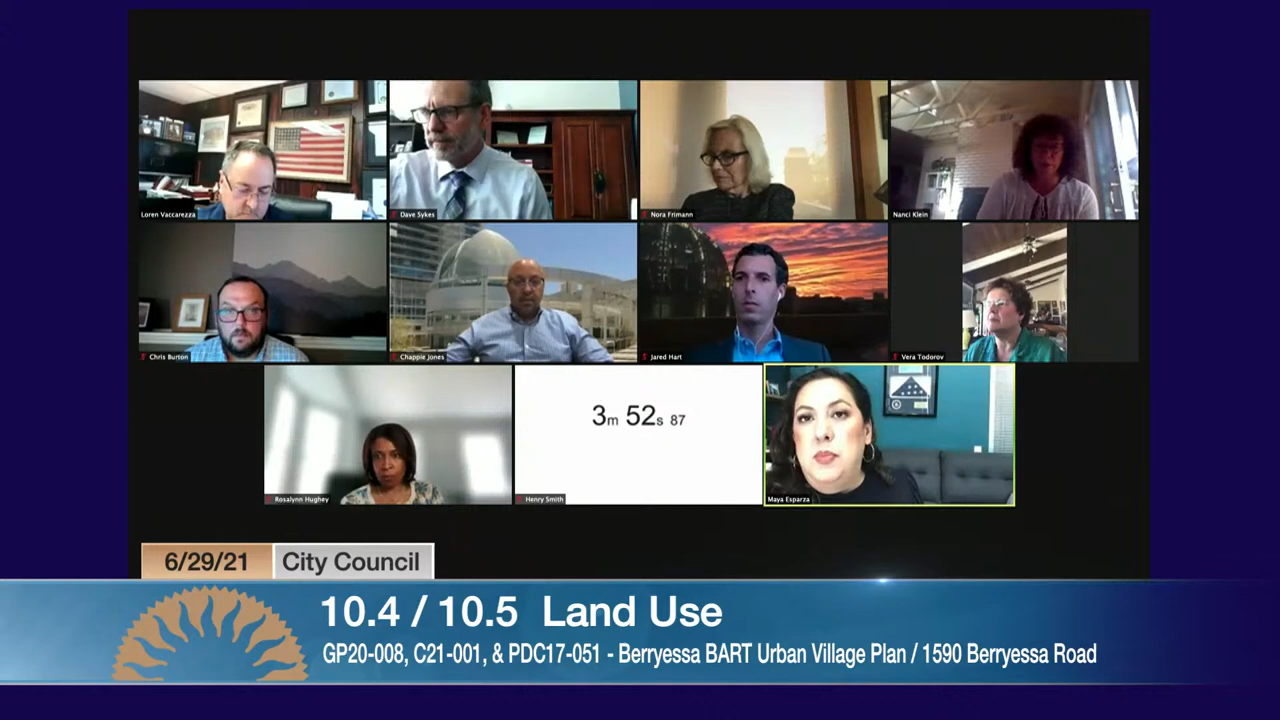 Loren Vaccarezza
Dave Sykes
Nora Frimann
Nanci Klein
Chris Burton
Chappie Jones
Jared Hart
Vera Todorov
3m 52s 87
Rosalynn Hughey
Henry Smith
Maya Esparza
6/29/21 City Council
10.4 / 10.5 Land Use
GP20-008, C21-001, & PDC17-051 - Berryessa BART Urban Village Plan / 1590 Berryessa Road